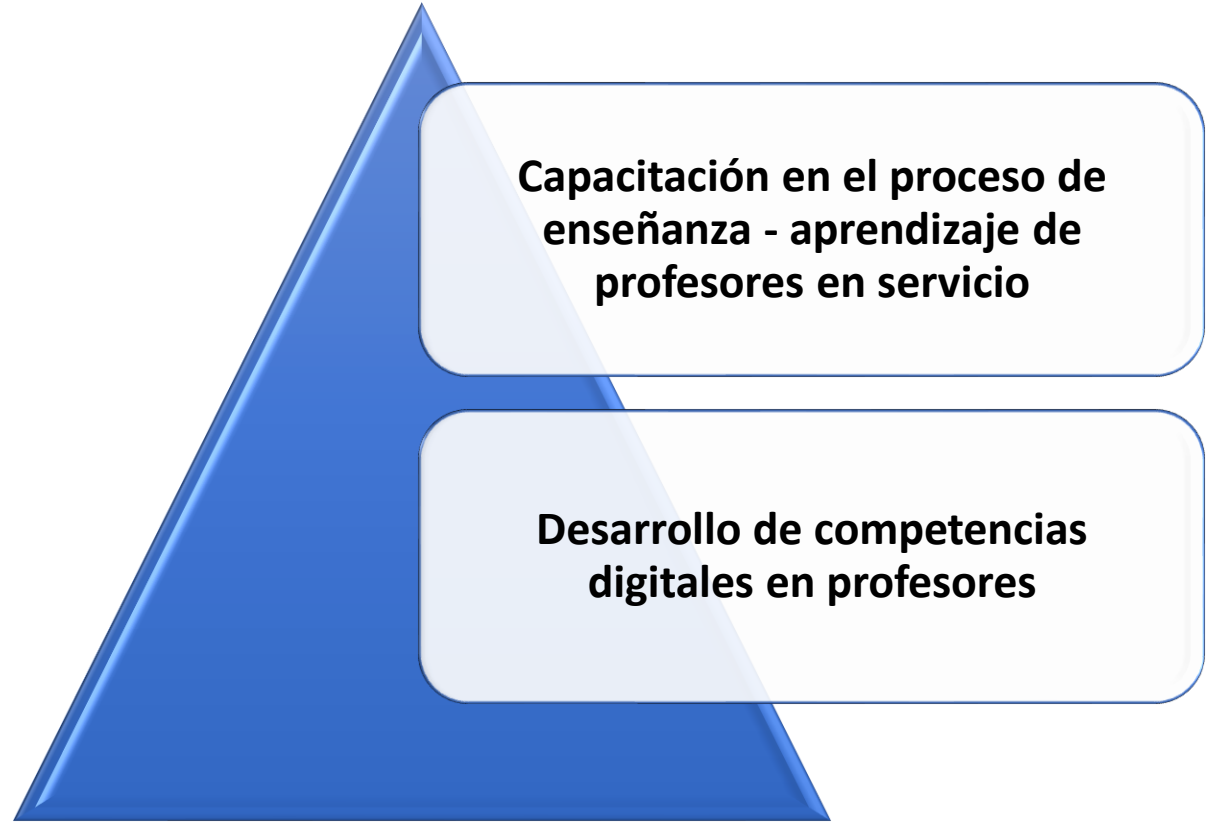 Capacitación en el proceso de
enseñanza - aprendizaje de
profesores en servicio
Desarrollo de competencias
digitales en profesores